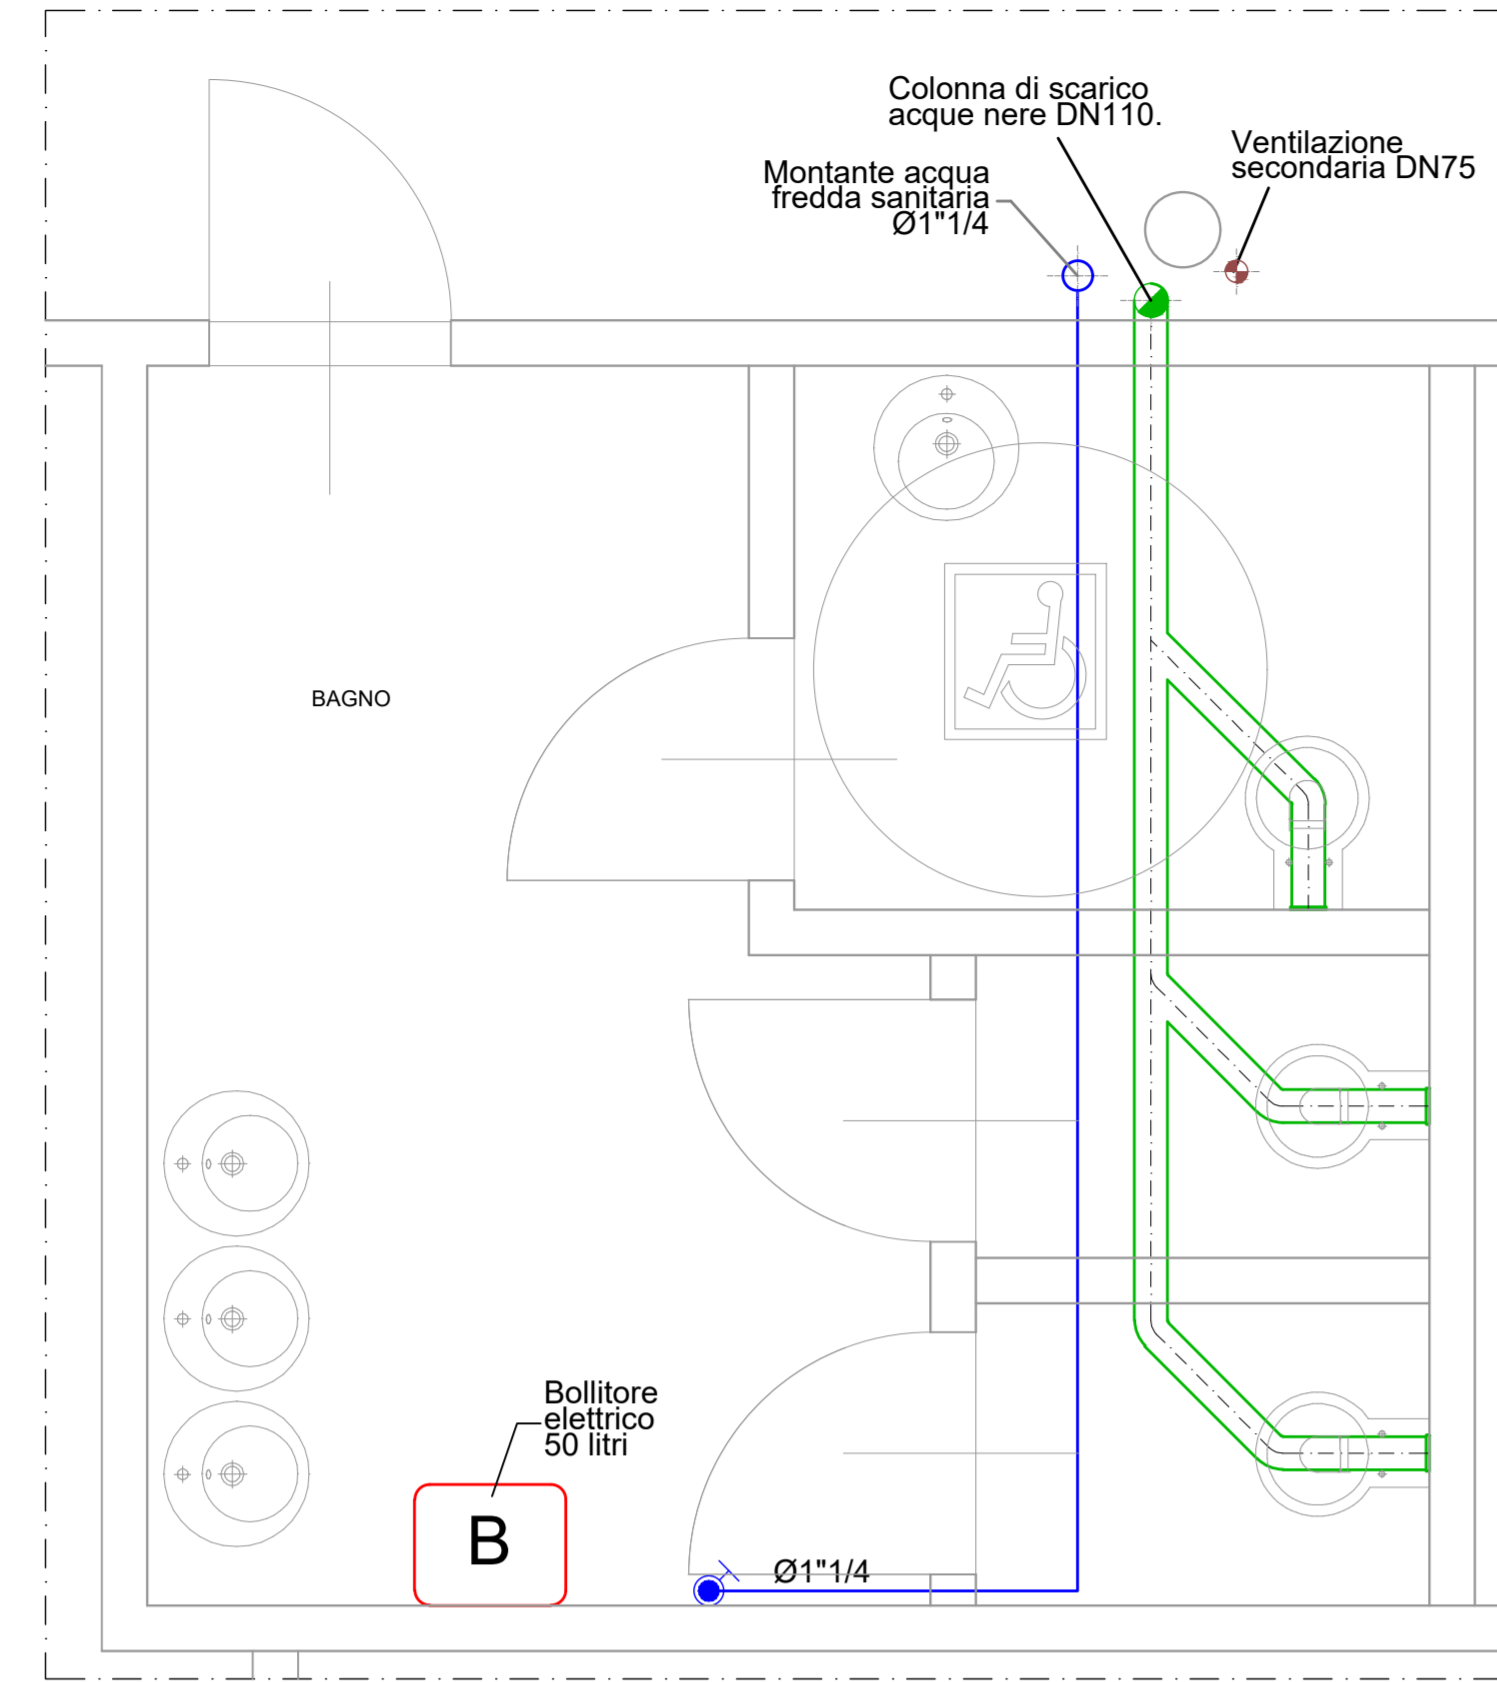 Colonna di scarico
acque nere DN110.
Ventilazione
secondaria DN75
Montante acqua
fredda sanitaria
Ø1"1/4
BAGNO
Bollitore
elettrico
50 litri
B
Ø1"1/4